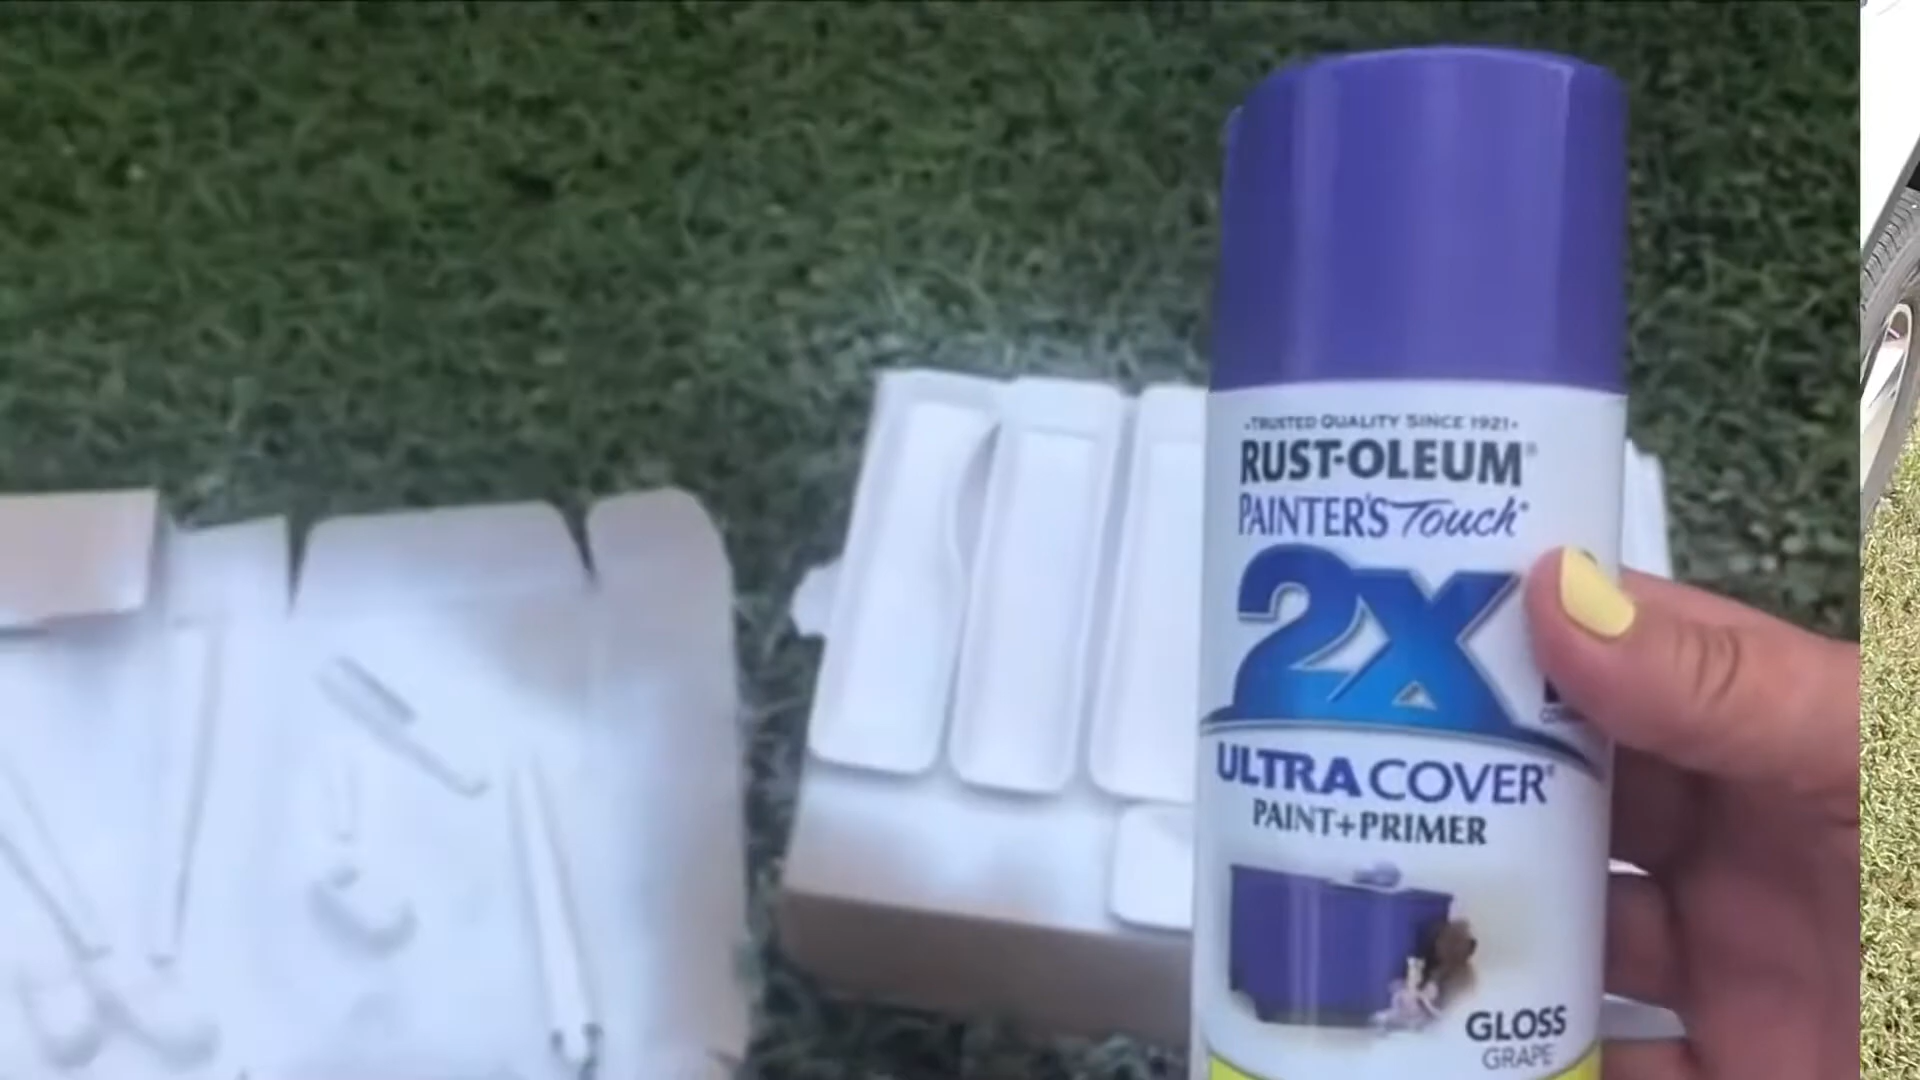 •TRUSTED QUALITY SINCE 1921•
RUST-OLEUM®
PAINTER'S Touch®
2X
ULTRA COVER®
PAINT+PRIMER
GLOSS
GRAPE